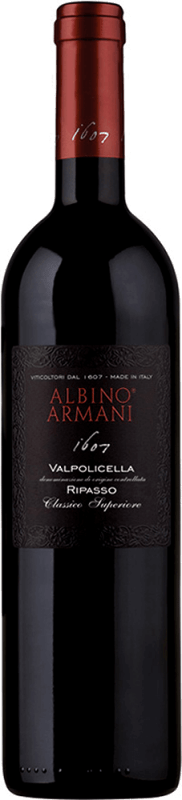 1607
VITICOLTORI DAL 1607 - MADE IN ITALY
ALBINO®
ARMANI
1607
VALPOLICELLA
denominazione di origine controllata
RIPASSO
Classico Superiore